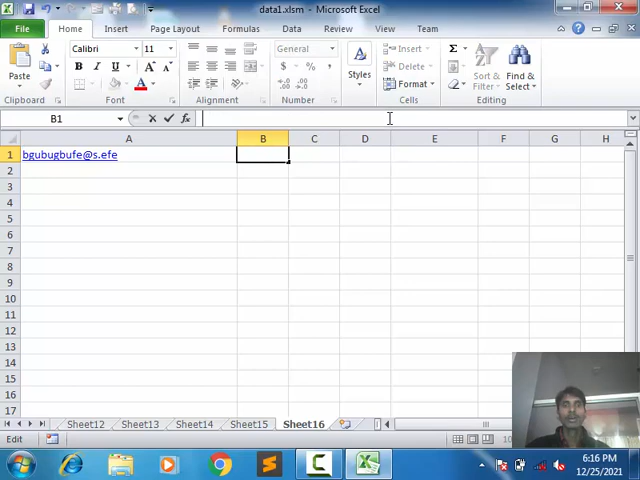 data1.xlsm - Microsoft Excel
File Home Insert Page Layout Formulas Data Review View Team
Paste
Clipboard
Calibri 11
B I U
A A
A
Font
Alignment
General
$ % ,
Number
Styles
A
Insert
Delete
Format
Cells
Σ
Sort & Filter
Find & Select
Editing
B1 fx
A B C D E F G H
1 bgubugbufe@s.efe
2
3
4
5
6
7
8
9
10
11
12
13
14
15
16
17
Sheet12 Sheet13 Sheet14 Sheet15 Sheet16
Edit
6:16 PM
12/25/2021